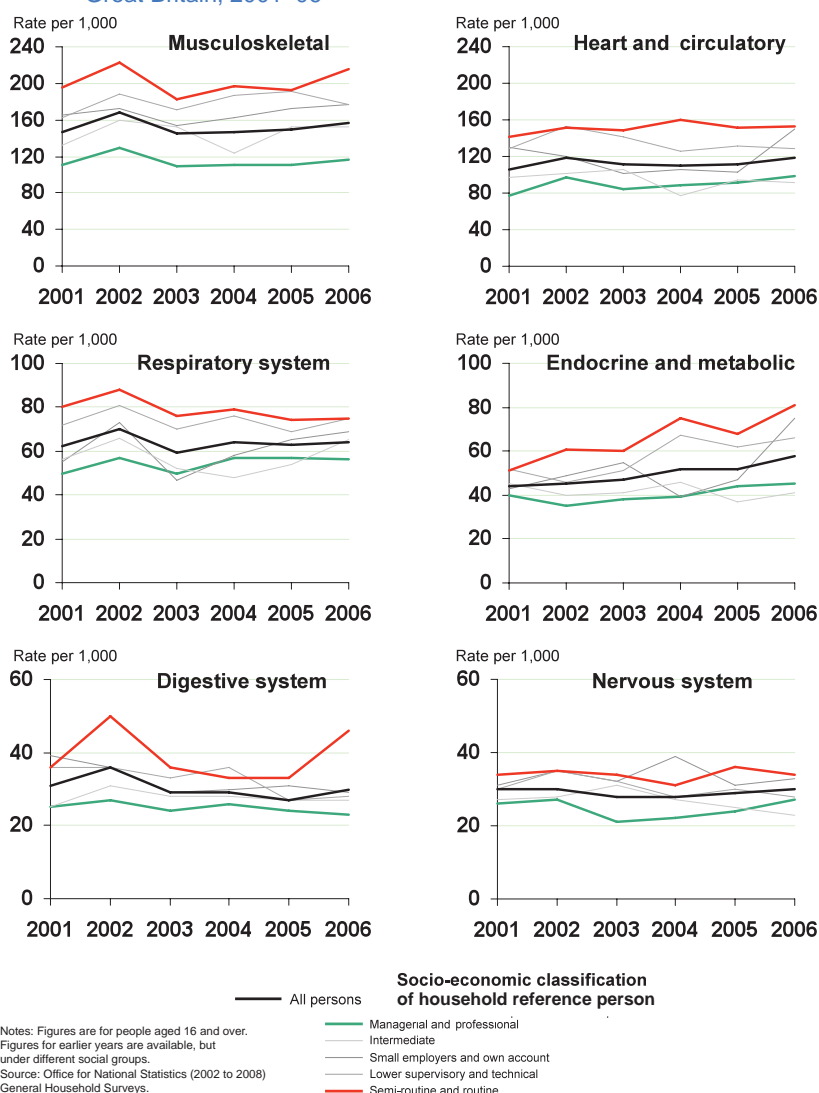 Rate per 1,000
Musculoskeletal
240
200
160
120
80
40
0
2001 2002 2003 2004 2005 2006
Rate per 1,000
Heart and circulatory
240
200
160
120
80
40
0
2001 2002 2003 2004 2005 2006
Rate per 1,000
Respiratory system
100
80
60
40
20
0
2001 2002 2003 2004 2005 2006
Rate per 1,000
Endocrine and metabolic
100
80
60
40
20
0
2001 2002 2003 2004 2005 2006
Rate per 1,000
Digestive system
60
40
20
0
2001 2002 2003 2004 2005 2006
Rate per 1,000
Nervous system
60
40
20
0
2001 2002 2003 2004 2005 2006
All persons
Socio-economic classification
of household reference person
Managerial and professional
Intermediate
Small employers and own account
Lower supervisory and technical
Semi-routine and routine
Notes: Figures are for people aged 16 and over.
Figures for earlier years are available, but
under different social groups.
Source: Office for National Statistics (2002 to 2008)
General Household Surveys.